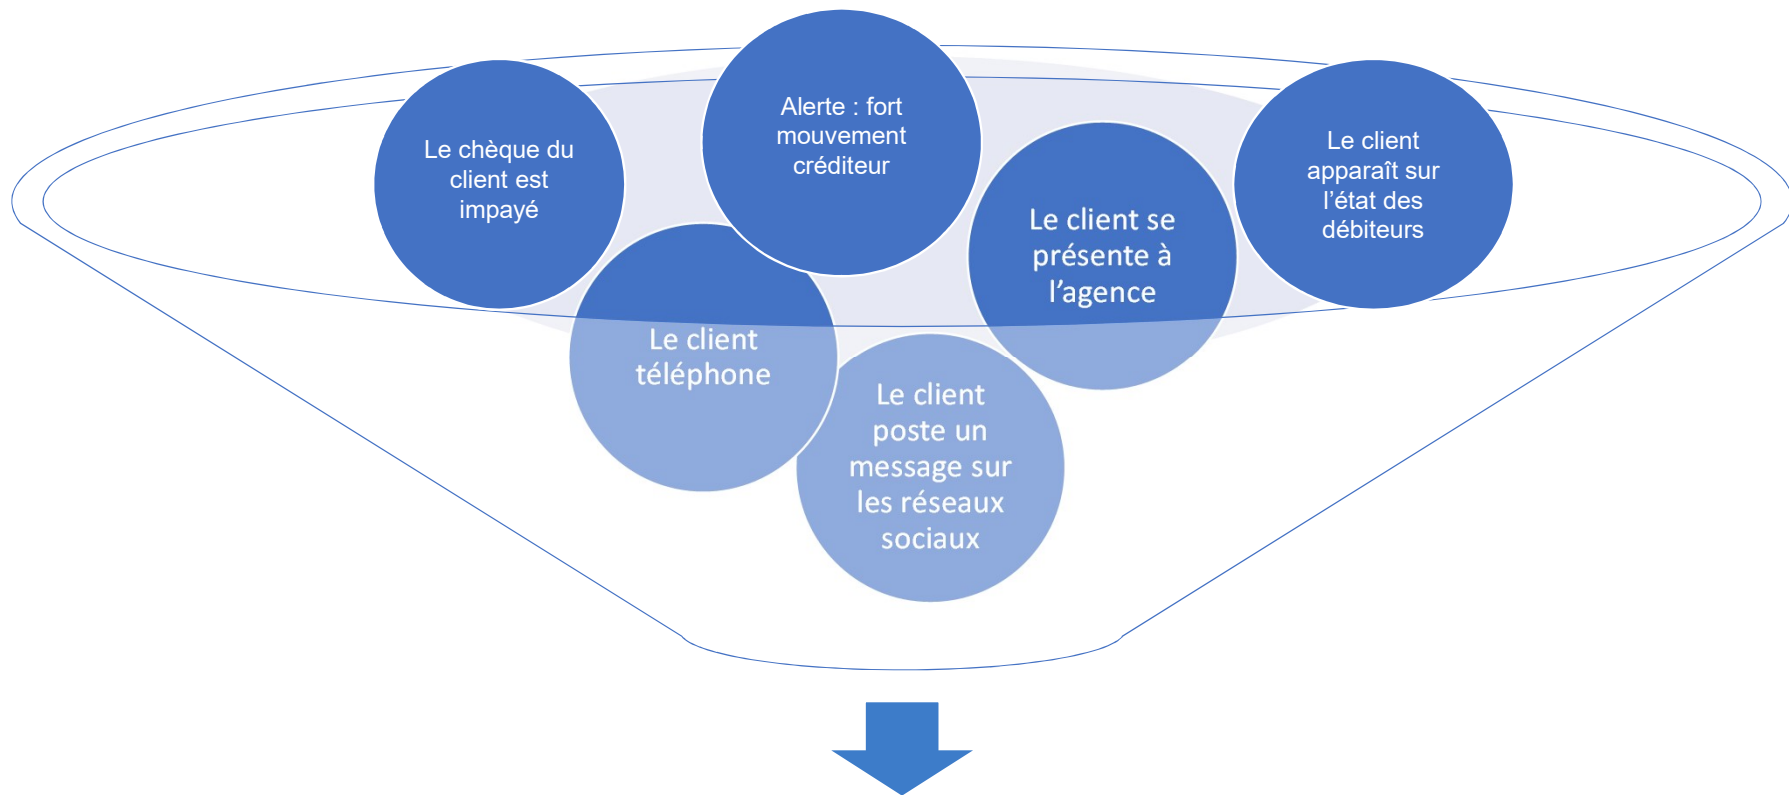 Le chèque du
client est
impayé
Alerte : fort
mouvement
créditeur
Le client se
présente à
l’agence
Le client
apparaît sur
l’état des
débiteurs
Le client
téléphone
Le client
poste un
message sur
les réseaux
sociaux